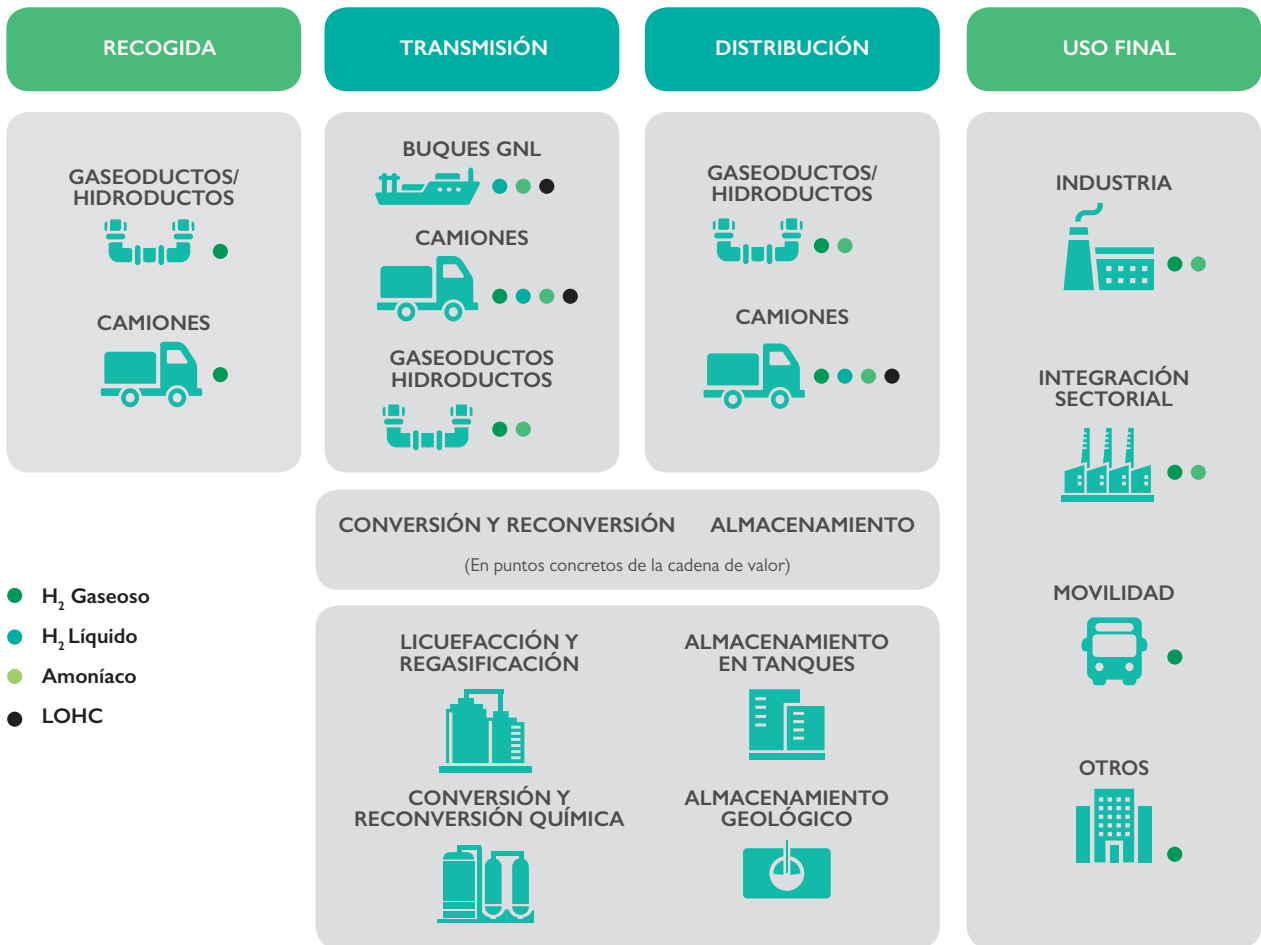 RECOGIDA
TRANSMISIÓN
DISTRIBUCIÓN
USO FINAL
GASEODUCTOS/
HIDRODUCTOS
CAMIONES
BUQUES GNL
CAMIONES
GASEODUCTOS
HIDRODUCTOS
GASEODUCTOS/
HIDRODUCTOS
CAMIONES
INDUSTRIA
INTEGRACIÓN
SECTORIAL
MOVILIDAD
OTROS
CONVERSIÓN Y RECONVERSIÓN ALMACENAMIENTO
(En puntos concretos de la cadena de valor)
LICUEFACCIÓN Y
REGASIFICACIÓN
ALMACENAMIENTO
EN TANQUES
CONVERSIÓN Y
RECONVERSIÓN QUÍMICA
ALMACENAMIENTO
GEOLÓGICO
H₂ Gaseoso
H₂ Líquido
Amoníaco
LOHC